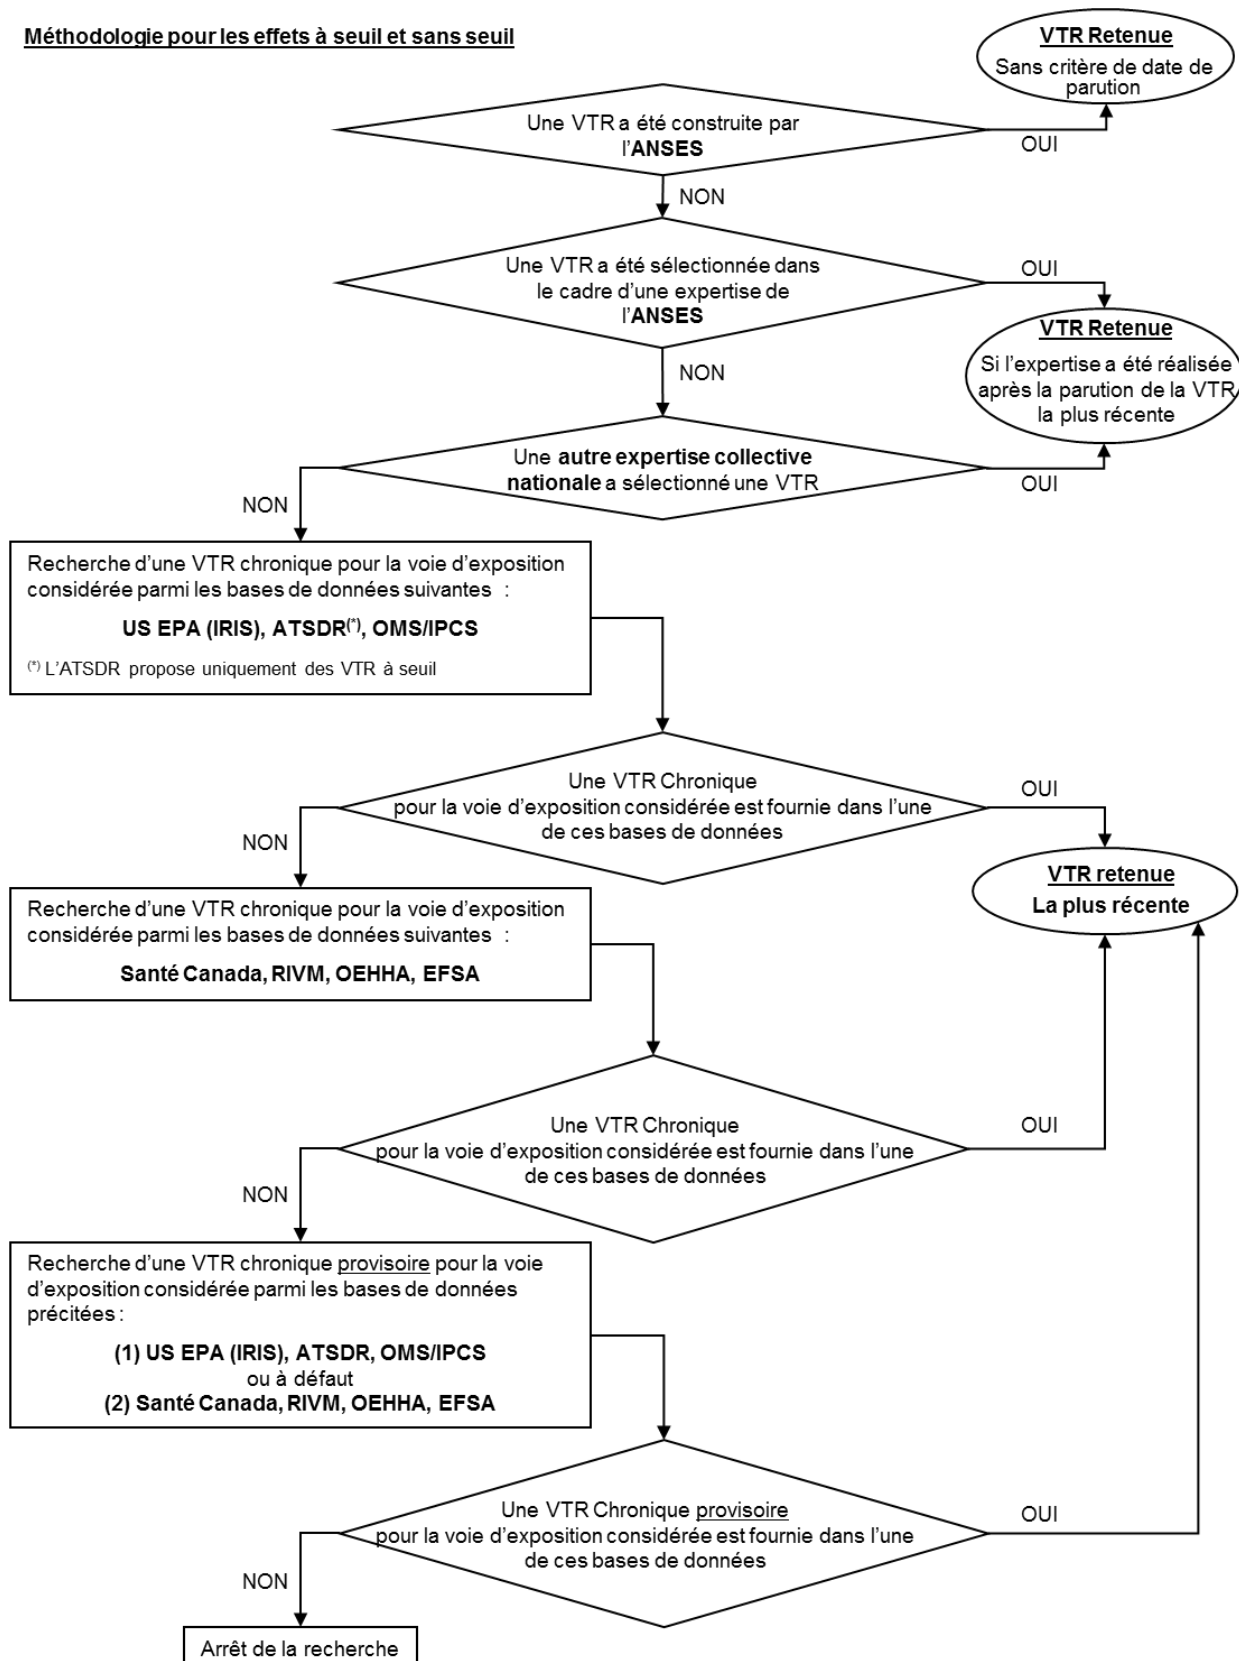 Méthodologie pour les effets à seuil et sans seuil
VTR Retenue
Sans critère de date de
parution
Une VTR a été construite par
l'ANSES
OUI
NON
Une VTR a été sélectionnée dans
le cadre d'une expertise de
l'ANSES
OUI
VTR Retenue
Si l'expertise a été réalisée
après la parution de la VTR
la plus récente
NON
Une autre expertise collective
nationale a sélectionné une VTR
OUI
NON
Recherche d'une VTR chronique pour la voie d'exposition
considérée parmi les bases de données suivantes :
US EPA (IRIS), ATSDR(*), OMS/IPCS
(*) L'ATSDR propose uniquement des VTR à seuil
Une VTR Chronique
pour la voie d'exposition considérée est fournie dans l'une
de ces bases de données
OUI
NON
VTR retenue
La plus récente
Recherche d'une VTR chronique pour la voie d'exposition
considérée parmi les bases de données suivantes :
Santé Canada, RIVM, OEHHA, EFSA
Une VTR Chronique
pour la voie d'exposition considérée est fournie dans l'une
de ces bases de données
OUI
NON
Recherche d'une VTR chronique provisoire pour la voie
d'exposition considérée parmi les bases de données
précitées :
(1) US EPA (IRIS), ATSDR, OMS/IPCS
ou à défaut
(2) Santé Canada, RIVM, OEHHA, EFSA
Une VTR Chronique provisoire
pour la voie d'exposition considérée est fournie dans l'une
de ces bases de données
OUI
NON
Arrêt de la recherche